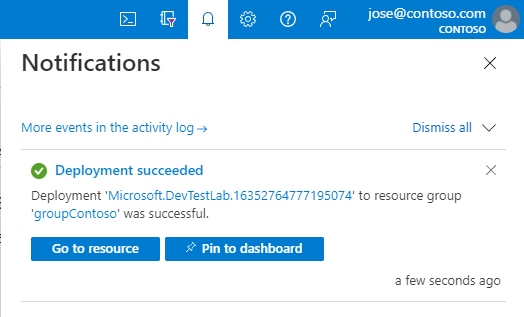 jose@contoso.com
CONTOSO
Notifications
More events in the activity log→
Dismiss all
Deployment succeeded
Deployment 'Microsoft.DevTestLab.16352764777195074' to resource group
'groupContoso' was successful.
Go to resource
Pin to dashboard
a few seconds ago